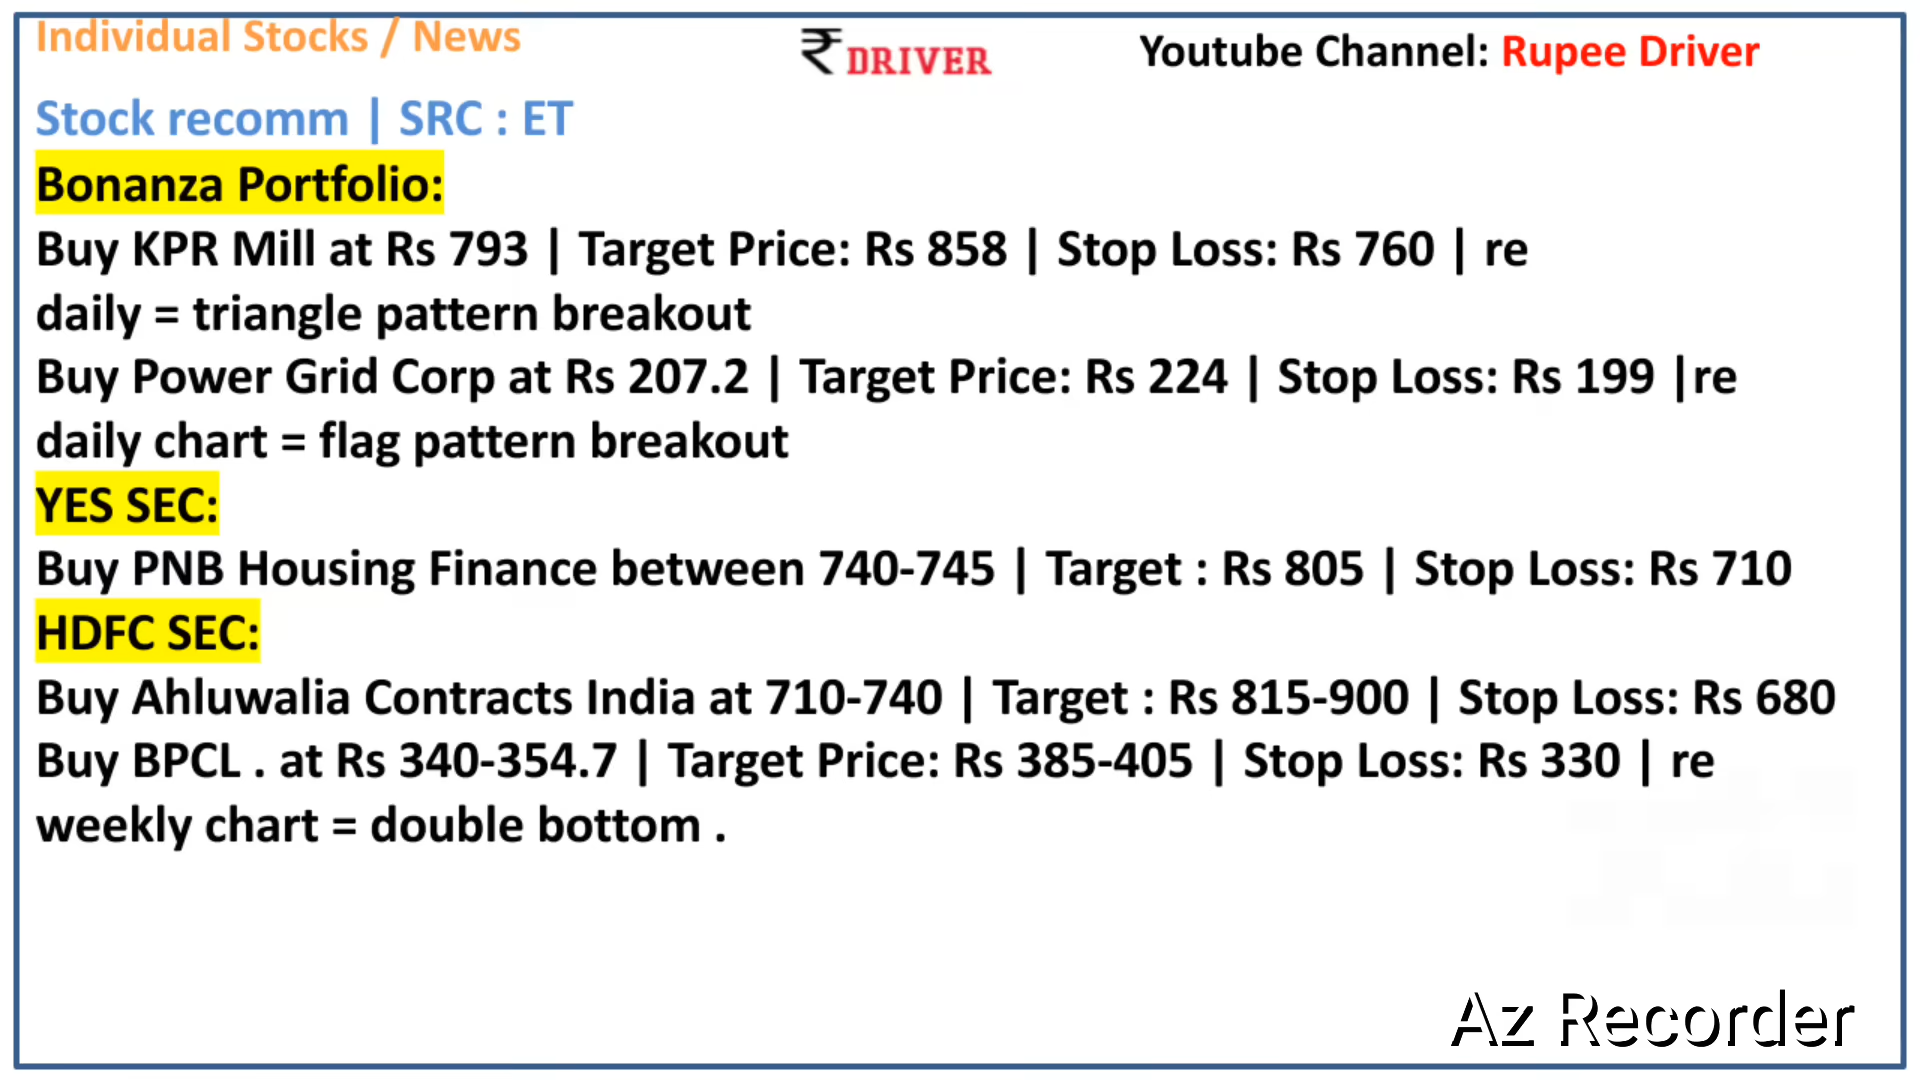 Individual Stocks / News
₹ DRIVER
Youtube Channel: Rupee Driver
Stock recomm | SRC : ET
Bonanza Portfolio:
Buy KPR Mill at Rs 793 | Target Price: Rs 858 | Stop Loss: Rs 760 | re
daily = triangle pattern breakout
Buy Power Grid Corp at Rs 207.2 | Target Price: Rs 224 | Stop Loss: Rs 199 |re
daily chart = flag pattern breakout
YES SEC:
Buy PNB Housing Finance between 740-745 | Target : Rs 805 | Stop Loss: Rs 710
HDFC SEC:
Buy Ahluwalia Contracts India at 710-740 | Target : Rs 815-900 | Stop Loss: Rs 680
Buy BPCL . at Rs 340-354.7 | Target Price: Rs 385-405 | Stop Loss: Rs 330 | re
weekly chart = double bottom .
Az Recorder